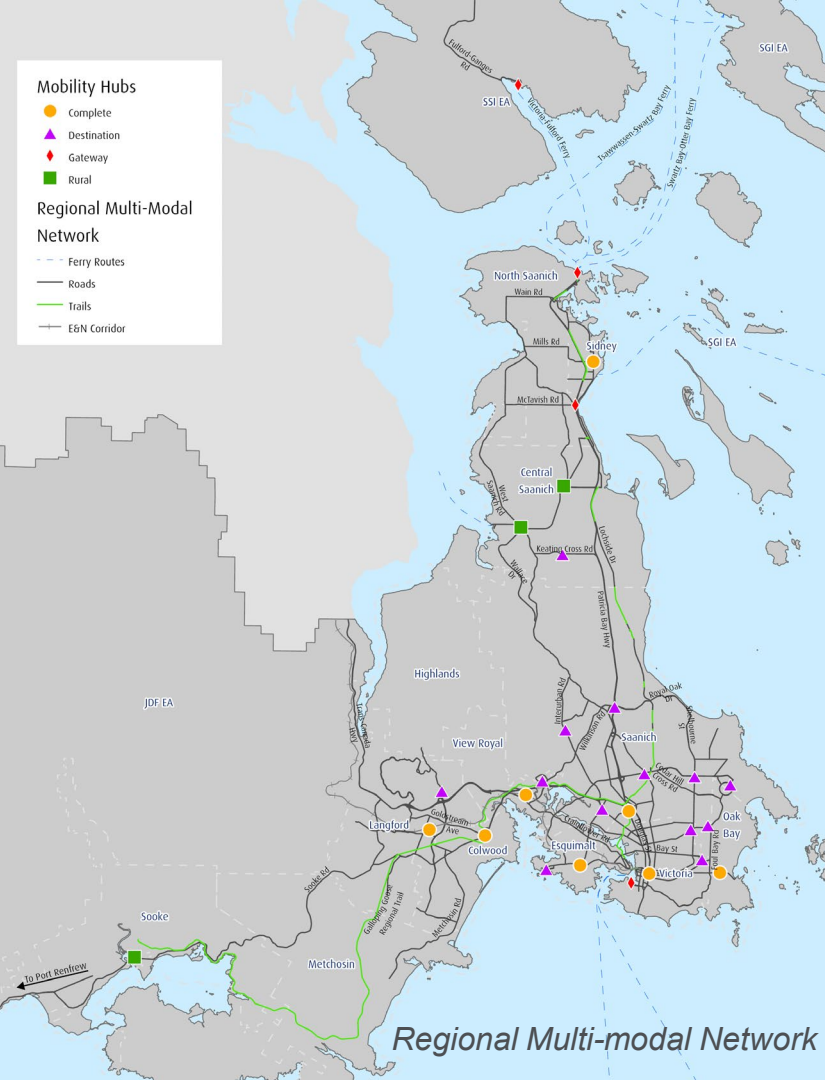 Mobility Hubs
Complete
Destination
Gateway
Rural
Regional Multi-Modal
Network
Ferry Routes
Roads
Trails
E&N Corridor
Fulford-Ganges
Rd
SSI EA
SGI EA
Victoria-Fulford Ferry
Tsawwassen-Swartz Bay Ferry
Swartz Bay-Otter Bay Ferry
North Saanich
Wain Rd
Mills Rd
Sidney
SGI EA
McTavish Rd
Central
Saanich
West
Saanich Rd
Keating Cross Rd
Wallace
Dr
Lochside Dr
Patricia Bay Hwy
Highlands
JDF EA
Trans-Canada
Hwy
Interurban Rd
Wilkinson Rd
Royal Oak
Dr
Shelbourne
St
View Royal
Saanich
Cedar Hill
Cross Rd
Langford
Goldstream
Ave
Colwood
Craigflower Rd
Esquimalt
Douglas St
Bay St
Foul Bay Rd
Oak
Bay
Victoria
Sooke Rd
Galloping Goose
Regional Trail
Metchosin Rd
Sooke
Metchosin
To Port Renfrew
Regional Multi-modal Network